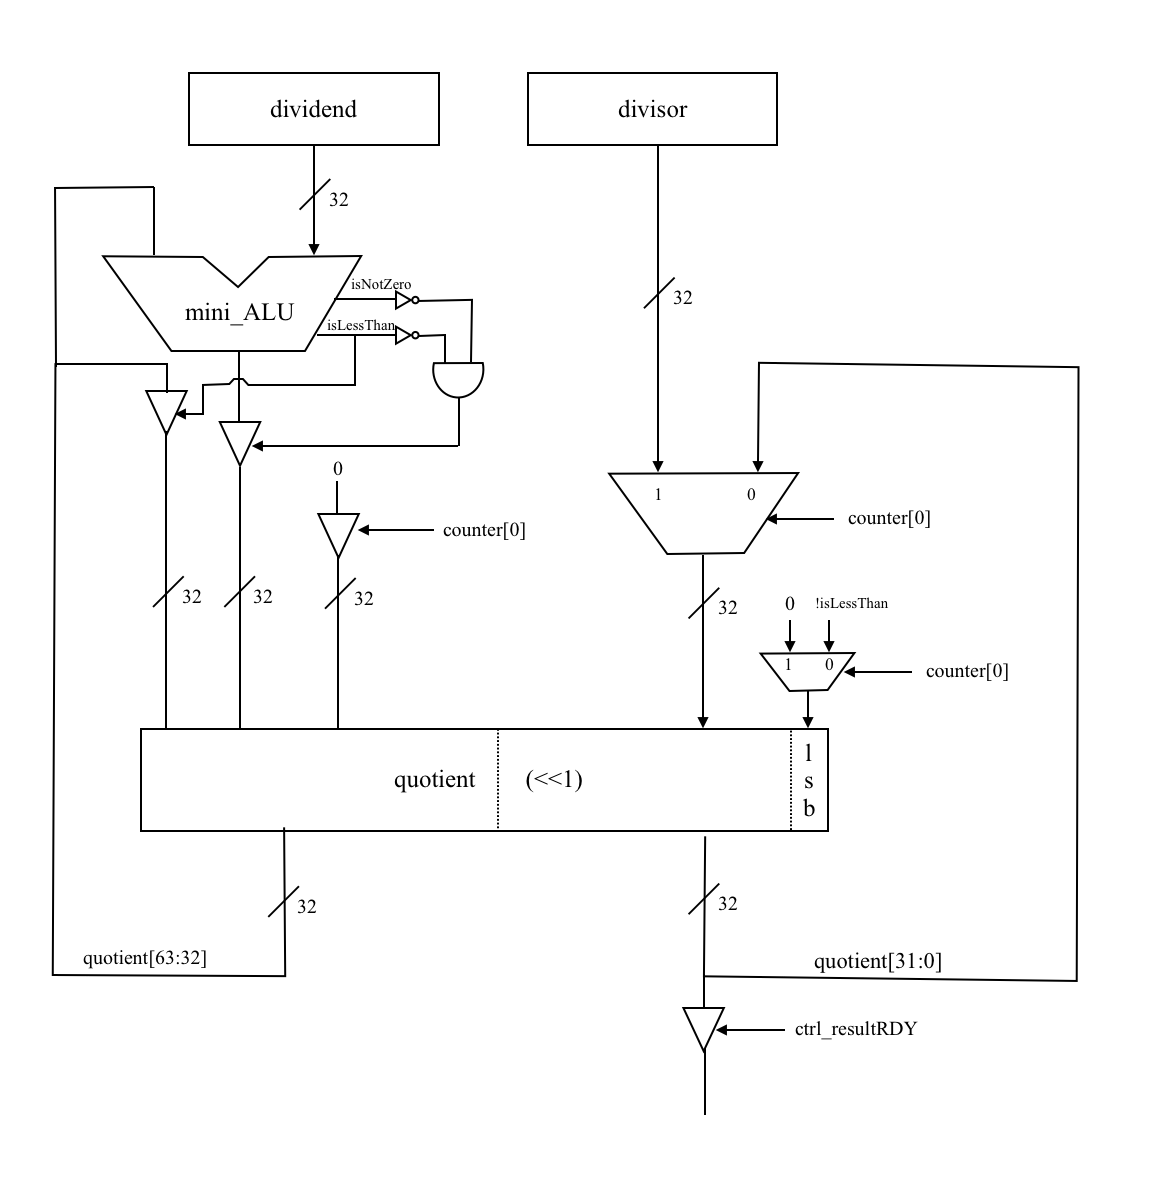 dividend
divisor
32
isNotZero
mini_ALU
isLessThan
32
0
1
0
counter[0]
counter[0]
32
32
32
32
0
!isLessThan
1
0
counter[0]
quotient
(<<1)
l
s
b
32
32
quotient[63:32]
quotient[31:0]
ctrl_resultRDY